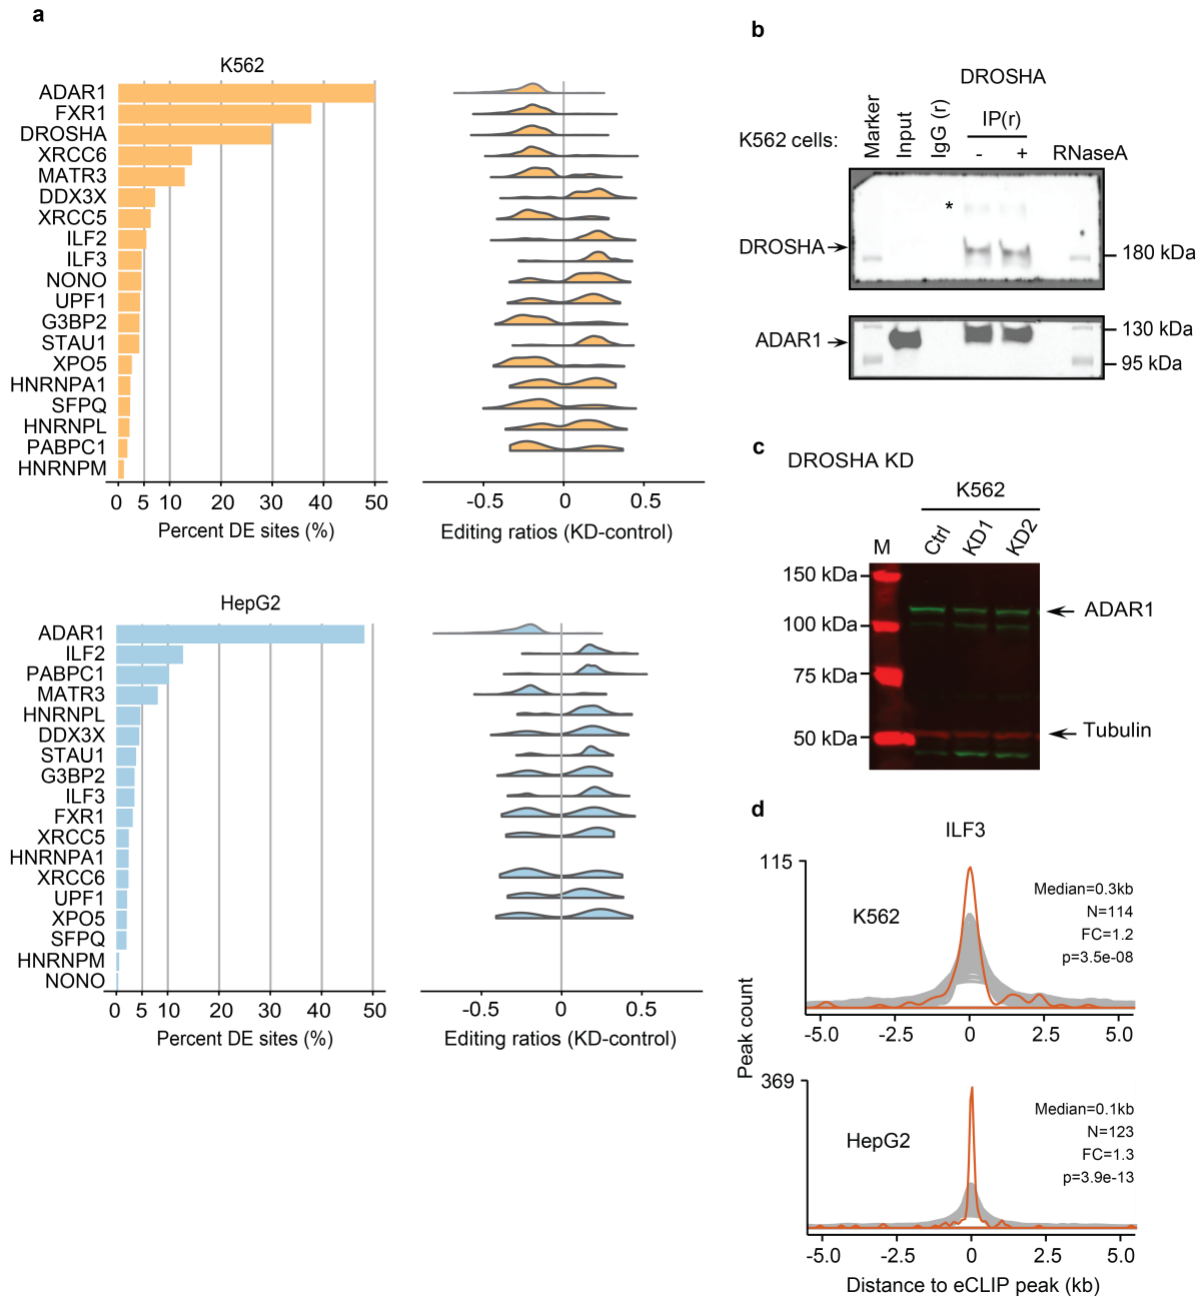 a
K562
ADAR1
FXR1
DROSHA
XRCC6
MATR3
DDX3X
XRCC5
ILF2
ILF3
NONO
UPF1
G3BP2
STAU1
XPO5
HNRNPA1
SFPQ
HNRNPL
PABPC1
HNRNPM
0 5 10 20 30 40 50
Percent DE sites (%)
-0.5 0 0.5
Editing ratios (KD-control)
HepG2
ADAR1
ILF2
PABPC1
MATR3
HNRNPL
DDX3X
STAU1
G3BP2
ILF3
FXR1
XRCC5
HNRNPA1
XRCC6
UPF1
XPO5
SFPQ
HNRNPM
NONO
0 5 10 20 30 40 50
Percent DE sites (%)
-0.5 0 0.5
Editing ratios (KD-control)
b
DROSHA
K562 cells:
Marker
Input
IgG (r)
IP(r)
- + RNaseA
*
DROSHA
180 kDa
ADAR1
130 kDa
95 kDa
c
DROSHA KD
K562
M Ctrl KD1 KD2
150 kDa
ADAR1
100 kDa
75 kDa
Tubulin
50 kDa
d
ILF3
Peak count
115
K562
Median=0.3kb
N=114
FC=1.2
p=3.5e-08
-5.0 -2.5 0 2.5 5.0
369
HepG2
Median=0.1kb
N=123
FC=1.3
p=3.9e-13
-5.0 -2.5 0 2.5 5.0
Distance to eCLIP peak (kb)